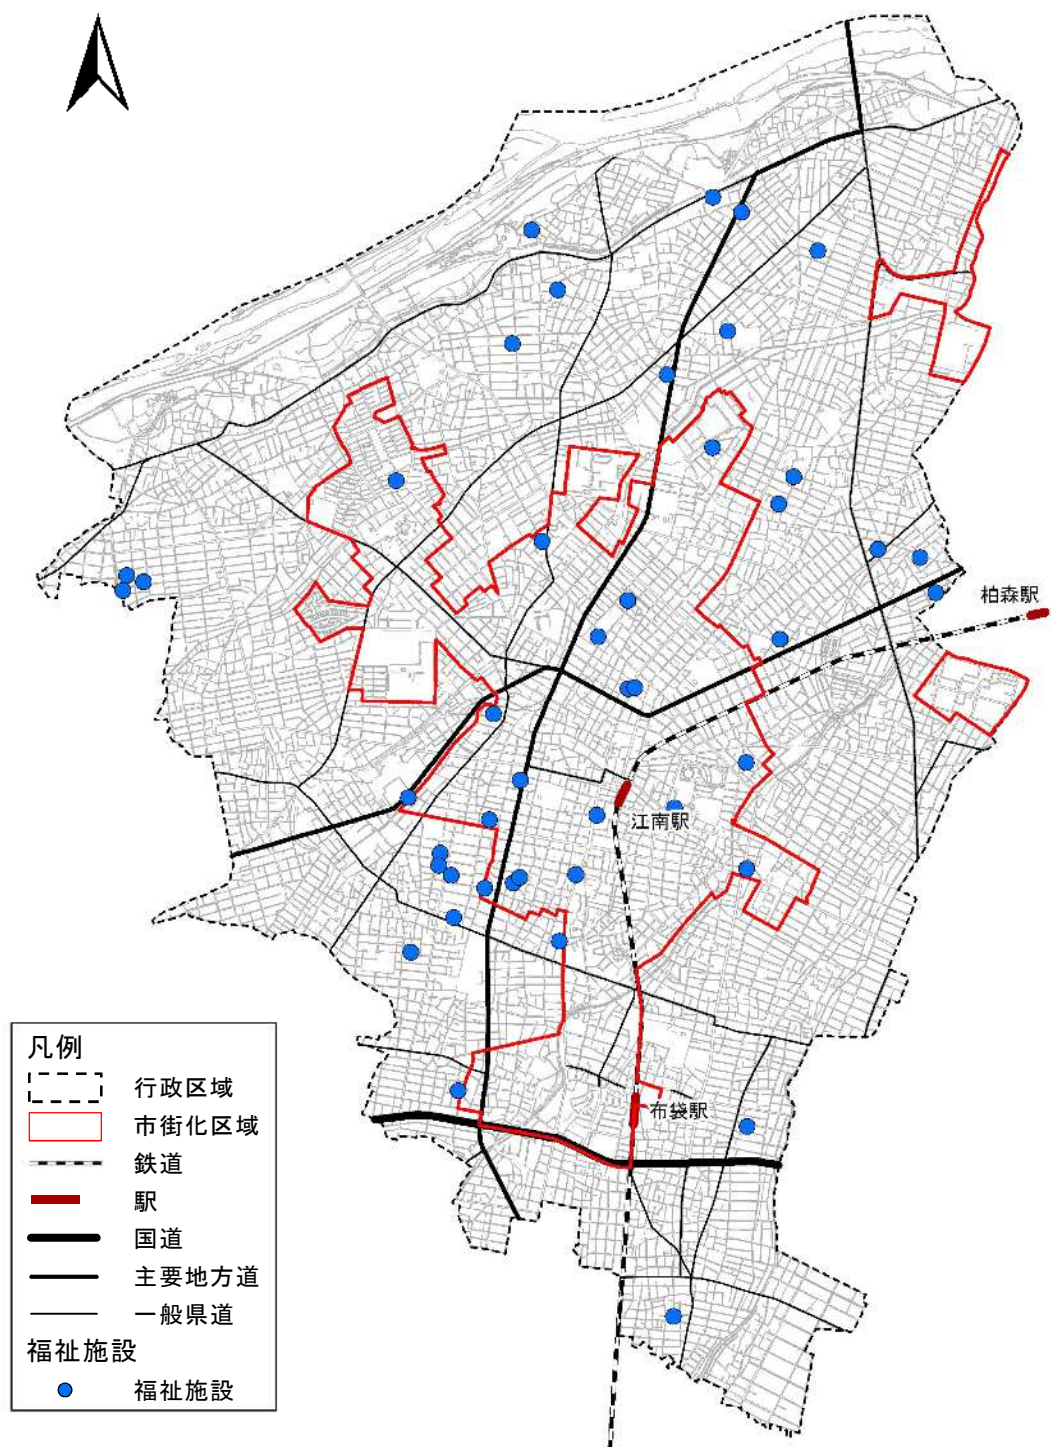 柏森駅
江南駅
布袋駅
凡例
行政区域
市街化区域
鉄道
駅
国道
主要地方道
一般県道
福祉施設
福祉施設